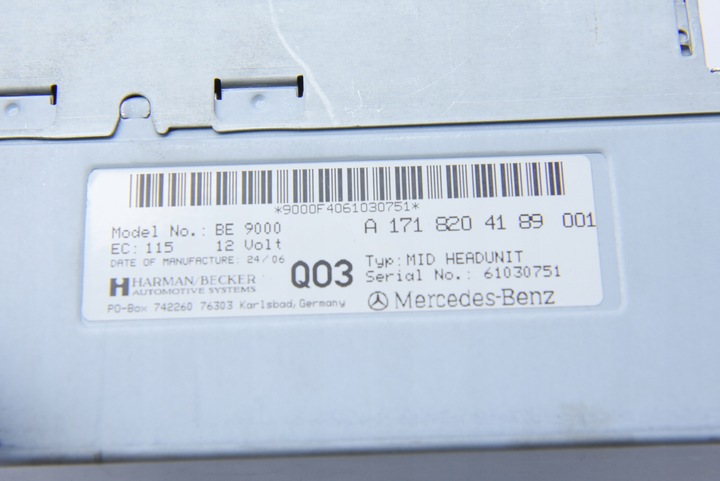 *9000F4061030751*
Model No.: BE 9000
A 171 820 41 89 001
EC: 115 12 Volt
DATE OF MANUFACTURE: 24/06
Q03
Typ: MID HEADUNIT
Serial No.: 61030751
HARMAN/BECKER
AUTOMOTIVE SYSTEMS
PO-Box 742260 76303 Karlsbad, Germany
Mercedes-Benz